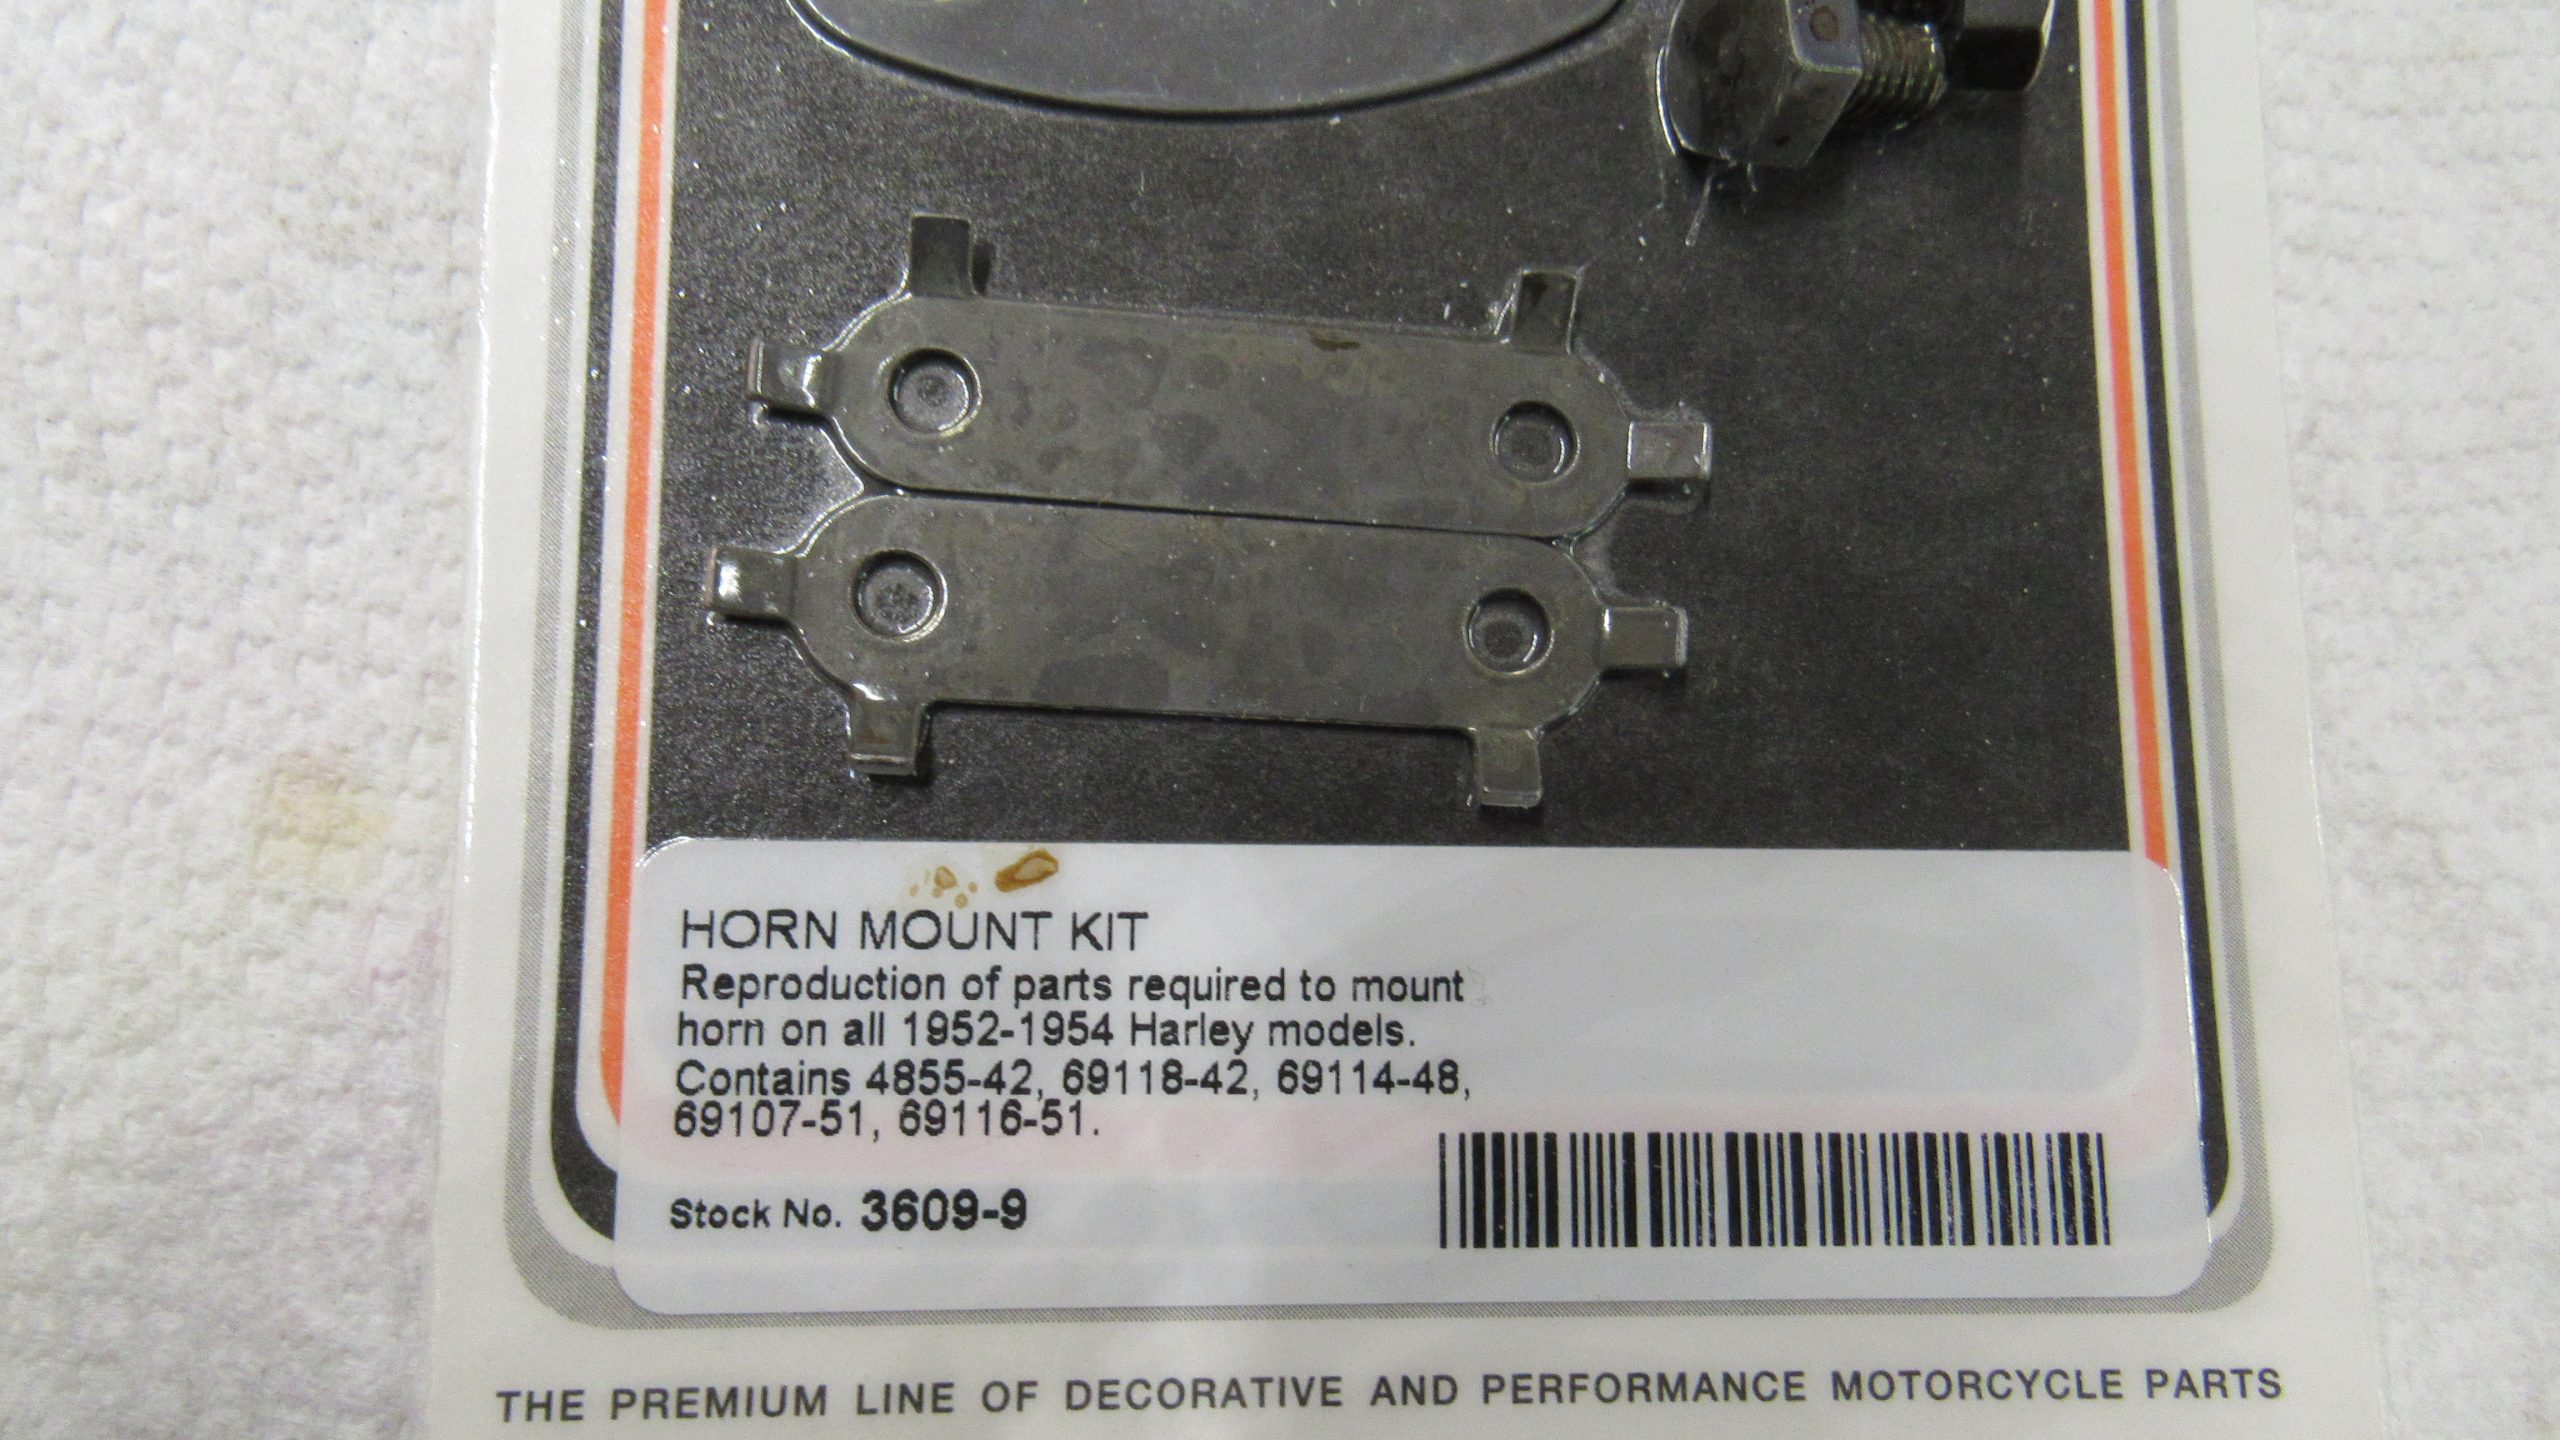 HORN MOUNT KIT
Reproduction of parts required to mount
horn on all 1952-1954 Harley models.
Contains 4855-42, 69118-42, 69114-48,
69107-51, 69116-51.
Stock No. 3609-9
THE PREMIUM LINE OF DECORATIVE AND PERFORMANCE MOTORCYCLE PARTS